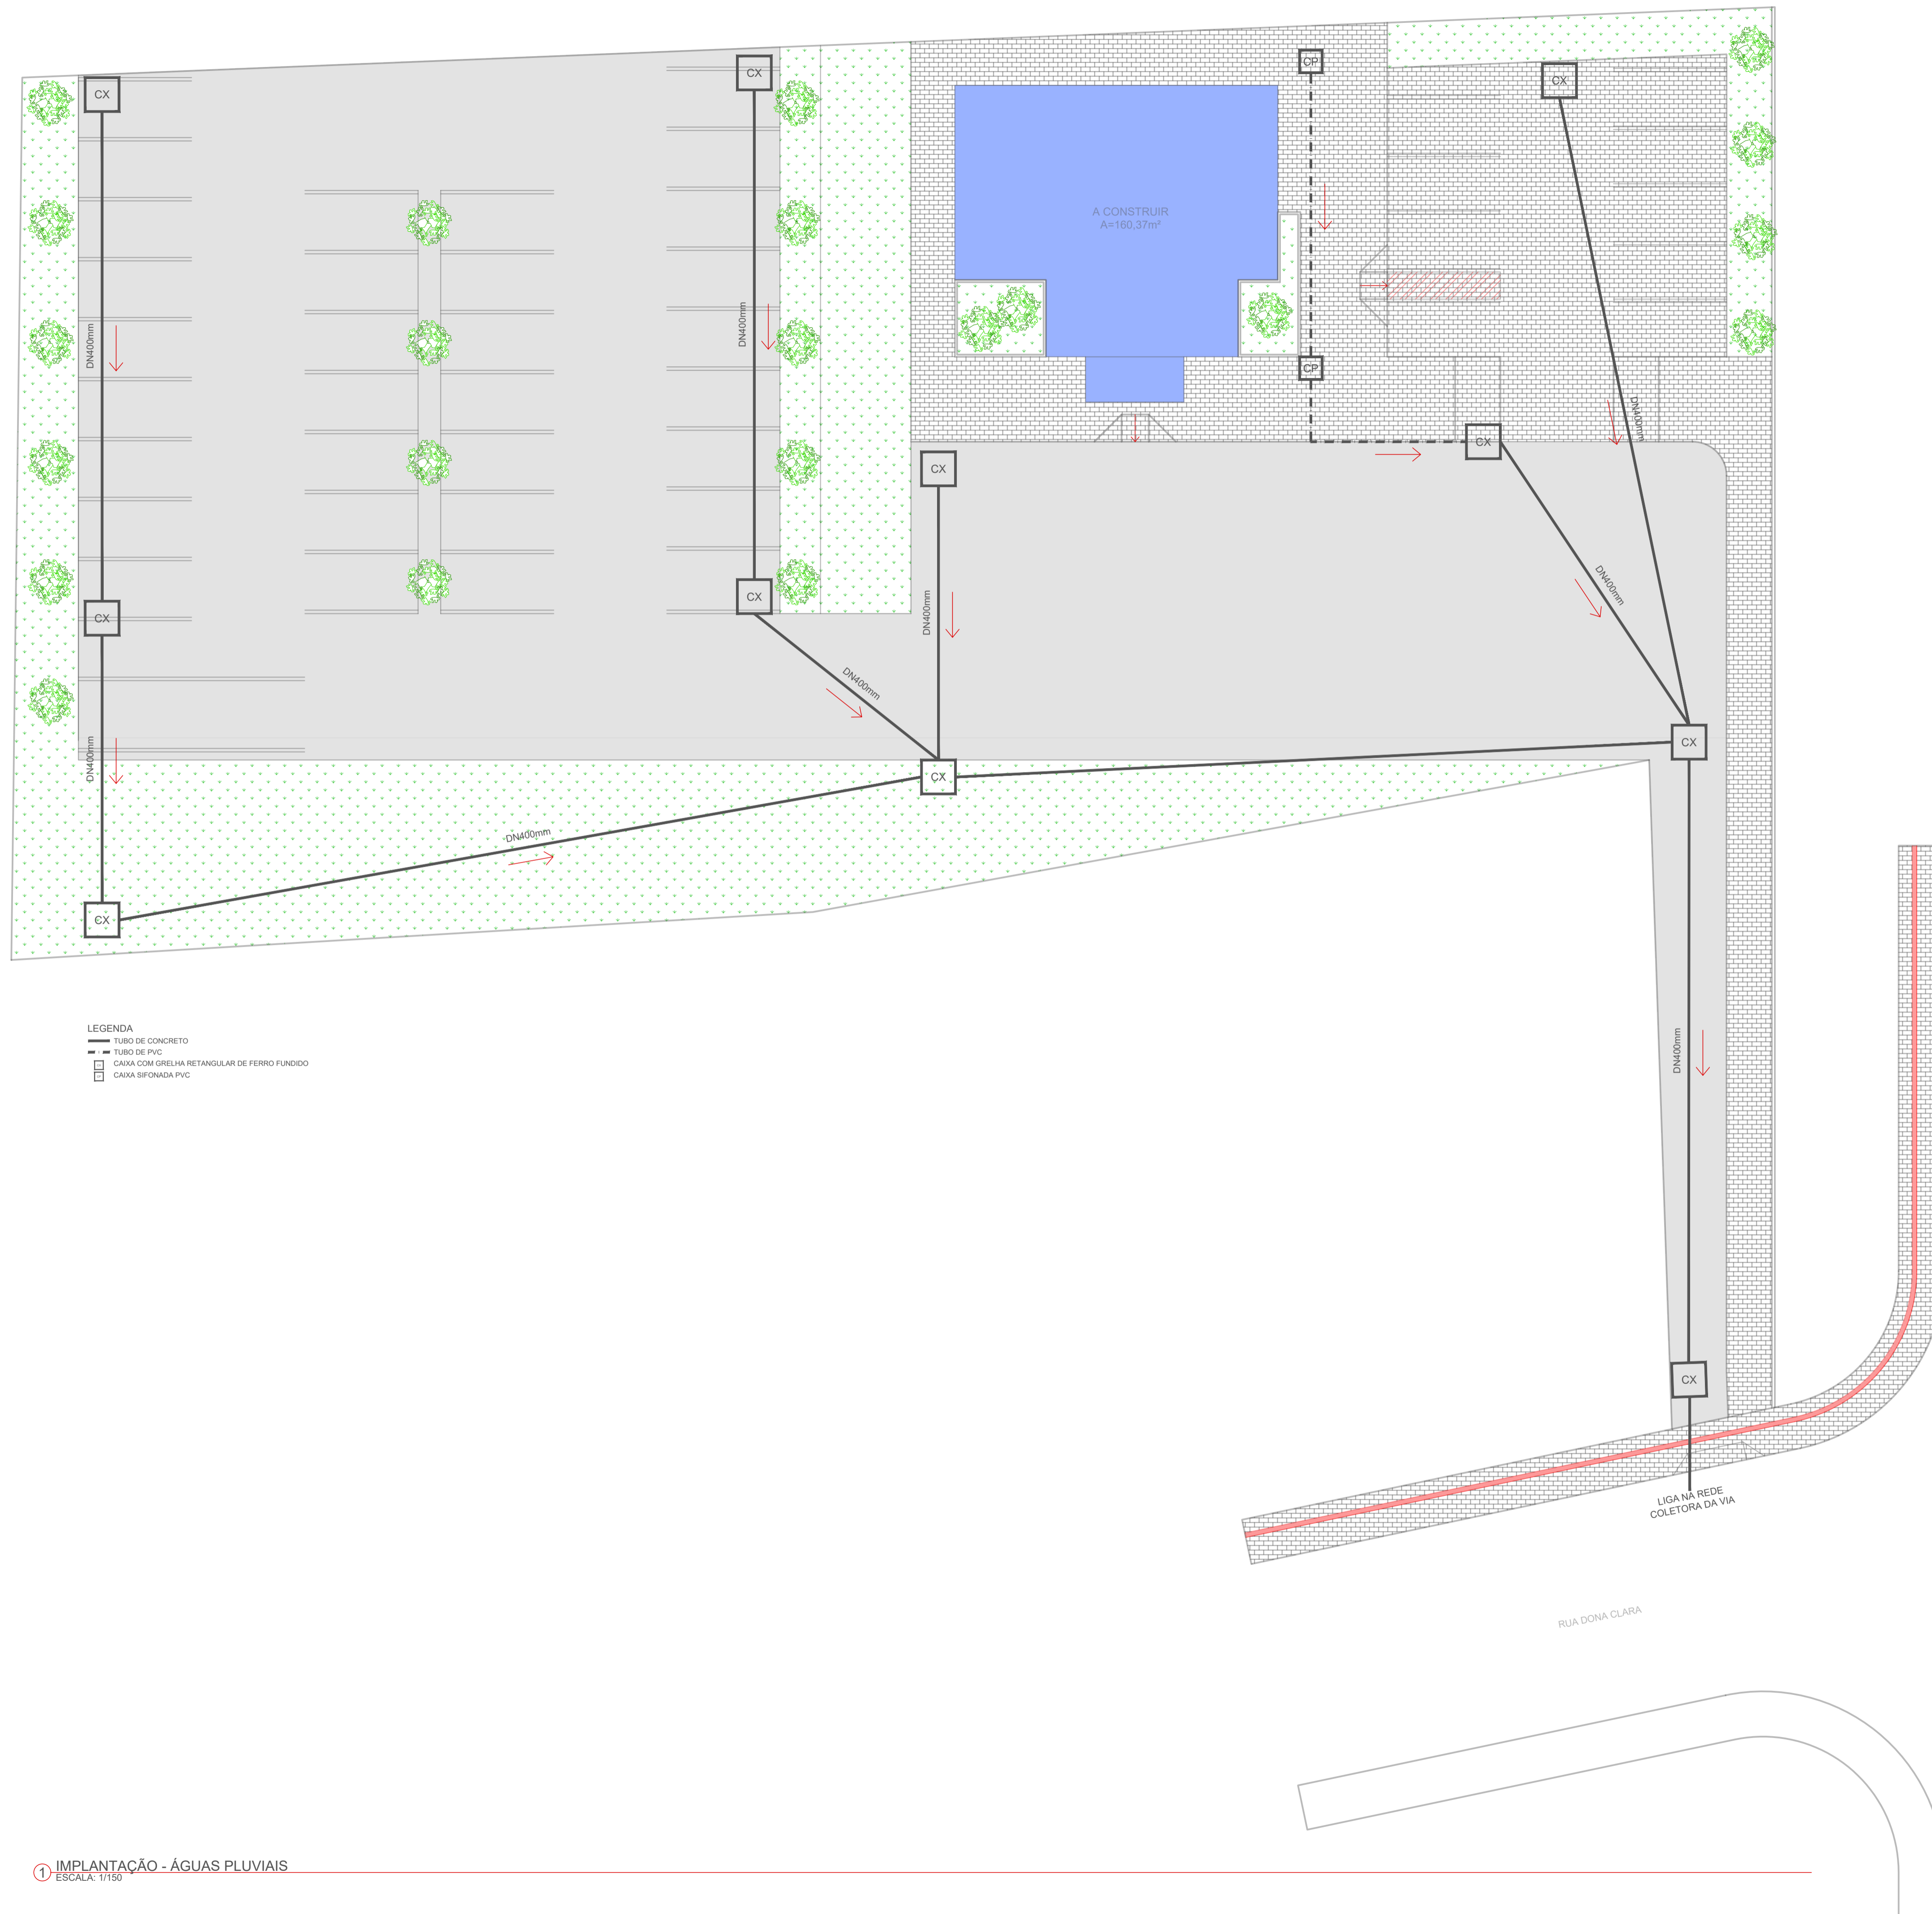 CX
CX
CP
CX
A CONSTRUIR
A=160,37m²
DN400mm
DN400mm
CP
DN400mm
CX
CX
DN400mm
DN400mm
CX
CX
DN400mm
DN400mm
CX
CX
DN400mm
CX
LEGENDA
TUBO DE CONCRETO
TUBO DE PVC
CAIXA COM GRELHA RETANGULAR DE FERRO FUNDIDO
CAIXA SIFONADA PVC
DN400mm
CX
LIGA NA REDE
COLETORA DA VIA
RUA DONA CLARA
1
IMPLANTAÇÃO - ÁGUAS PLUVIAIS
ESCALA: 1/150